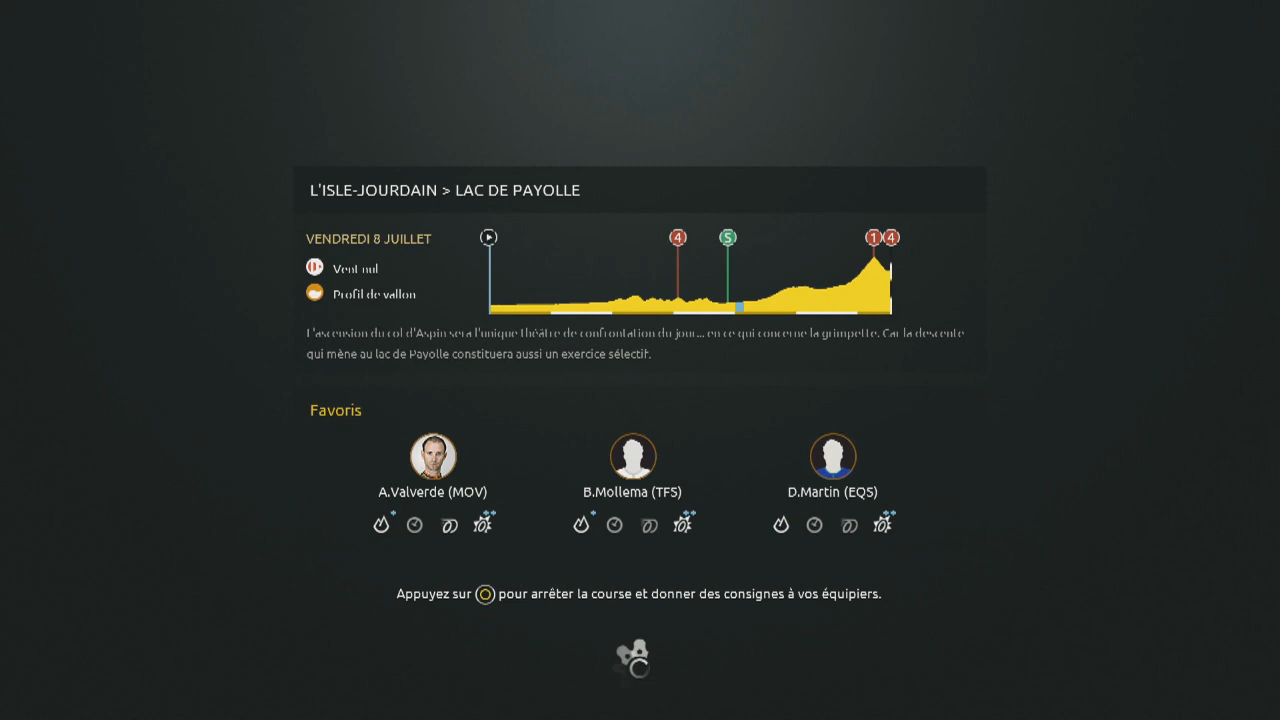 L'ISLE-JOURDAIN > LAC DE PAYOLLE
VENDREDI 8 JUILLET
4
S
1
4
Vent nul
Profil de vallon
L'ascension du col d'Aspin sera l'unique théâtre de confrontation du jour... en ce qui concerne la grimpette. Car la descente
qui mène au lac de Payolle constituera aussi un exercice sélectif.
Favoris
A.Valverde (MOV)
B.Mollema (TFS)
D.Martin (EQS)
Appuyez sur pour arrêter la course et donner des consignes à vos équipiers.